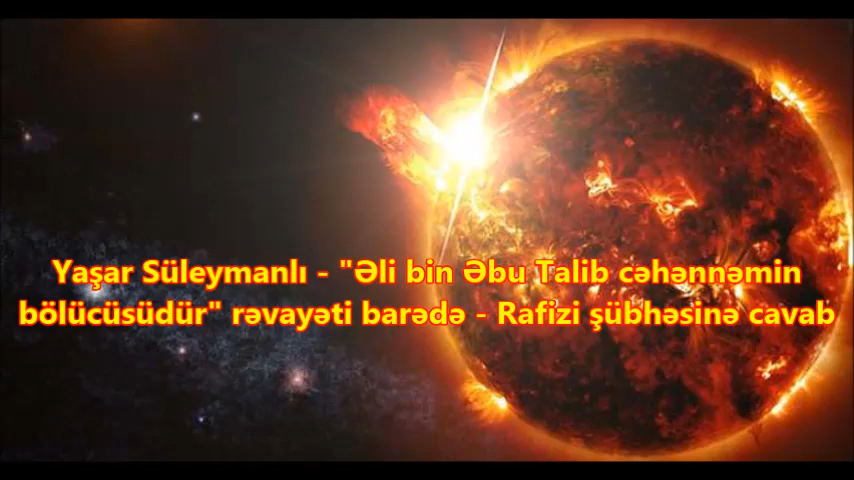 Yaşar Süleymanlı - "Əli bin Əbu Talib cəhənnəmin
bölücüsüdür" rəvayəti barədə - Rafizi şübhəsinə cavab